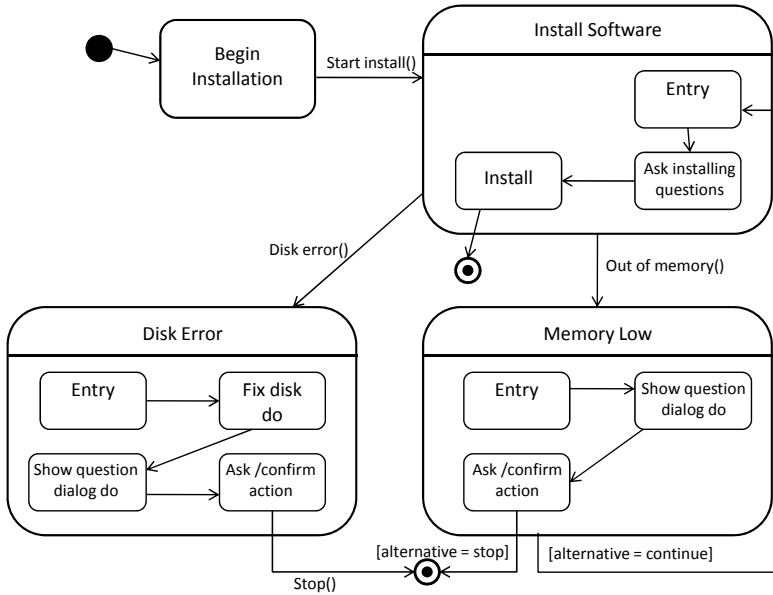 Begin
Installation
Start install()
Install Software
Entry
Ask installing
questions
Install
Disk error()
Out of memory()
Disk Error
Entry
Fix disk
do
Show question
dialog do
Ask /confirm
action
Memory Low
Entry
Show question
dialog do
Ask /confirm
action
Stop()
[alternative = stop]
[alternative = continue]